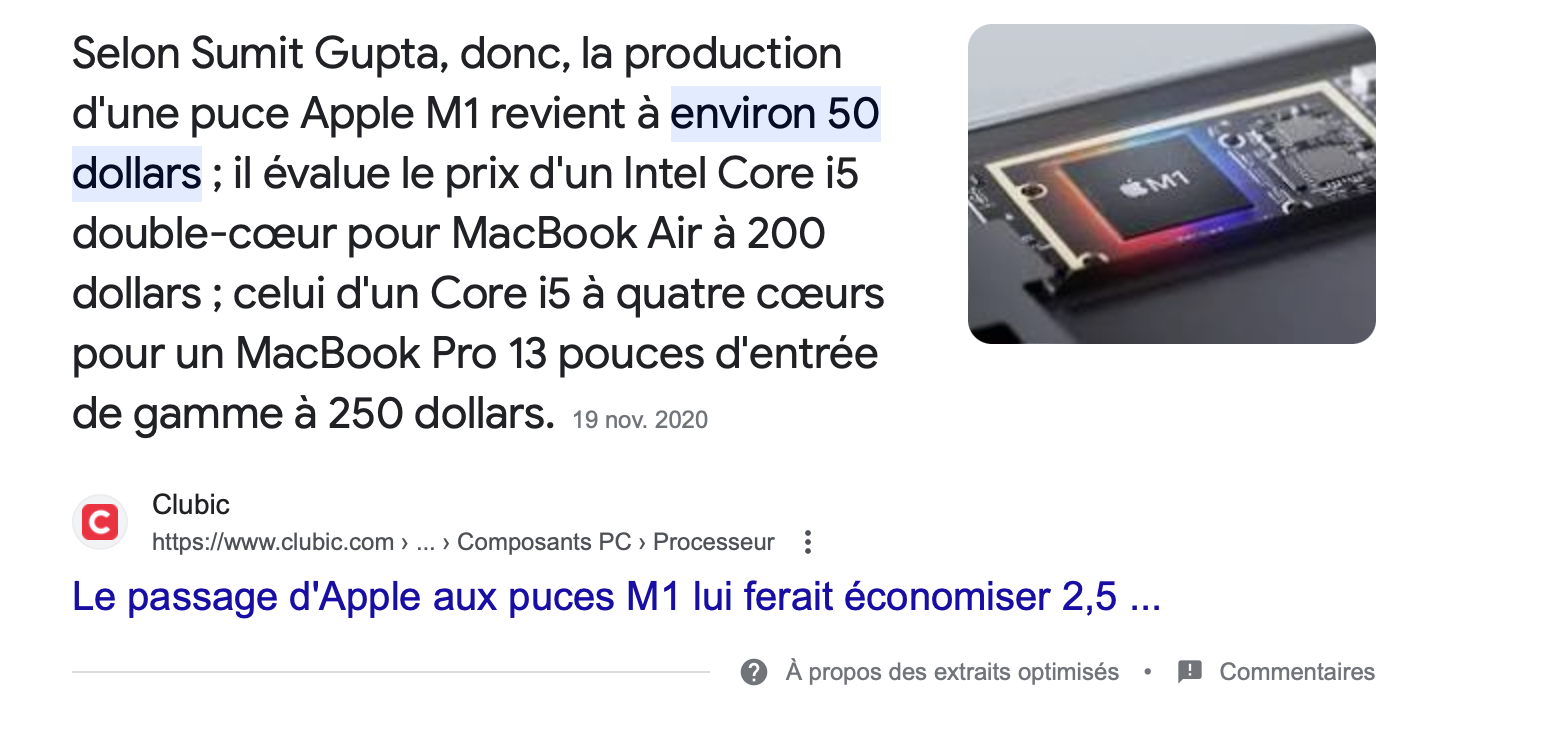 Selon Sumit Gupta, donc, la production
d'une puce Apple M1 revient à environ 50
dollars ; il évalue le prix d'un Intel Core i5
double-cœur pour MacBook Air à 200
dollars ; celui d'un Core i5 à quatre cœurs
pour un MacBook Pro 13 pouces d'entrée
de gamme à 250 dollars. 19 nov. 2020
M1
C
Clubic
https://www.clubic.com › ... › Composants PC › Processeur
Le passage d'Apple aux puces M1 lui ferait économiser 2,5 ...
À propos des extraits optimisés • Commentaires